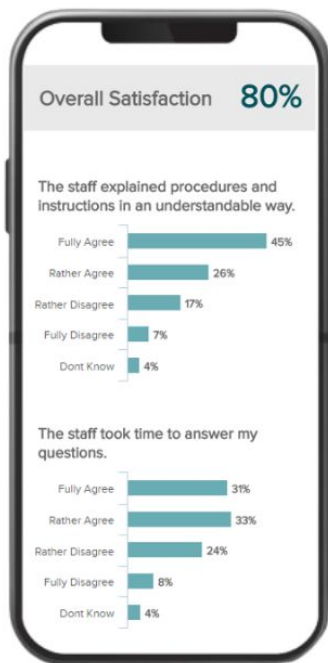 Overall Satisfaction 80%
The staff explained procedures and
instructions in an understandable way.
Fully Agree 45%
Rather Agree 26%
Rather Disagree 17%
Fully Disagree 7%
Dont Know 4%
The staff took time to answer my
questions.
Fully Agree 31%
Rather Agree 33%
Rather Disagree 24%
Fully Disagree 8%
Dont Know 4%